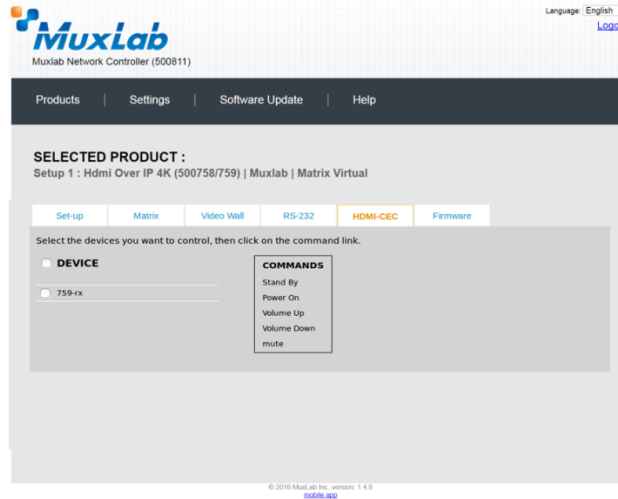 Language: English
Logo
MuxLab
Muxlab Network Controller (500811)
Products | Settings | Software Update | Help
SELECTED PRODUCT :
Setup 1 : Hdmi Over IP 4K (500758/759) | Muxlab | Matrix Virtual
Set-up Matrix Video Wall RS-232 HDMI-CEC Firmware
Select the devices you want to control, then click on the command link.
DEVICE
759-rx
COMMANDS
Stand By
Power On
Volume Up
Volume Down
mute
© 2016 MuxLab Inc. version: 1.4.6
mobile app